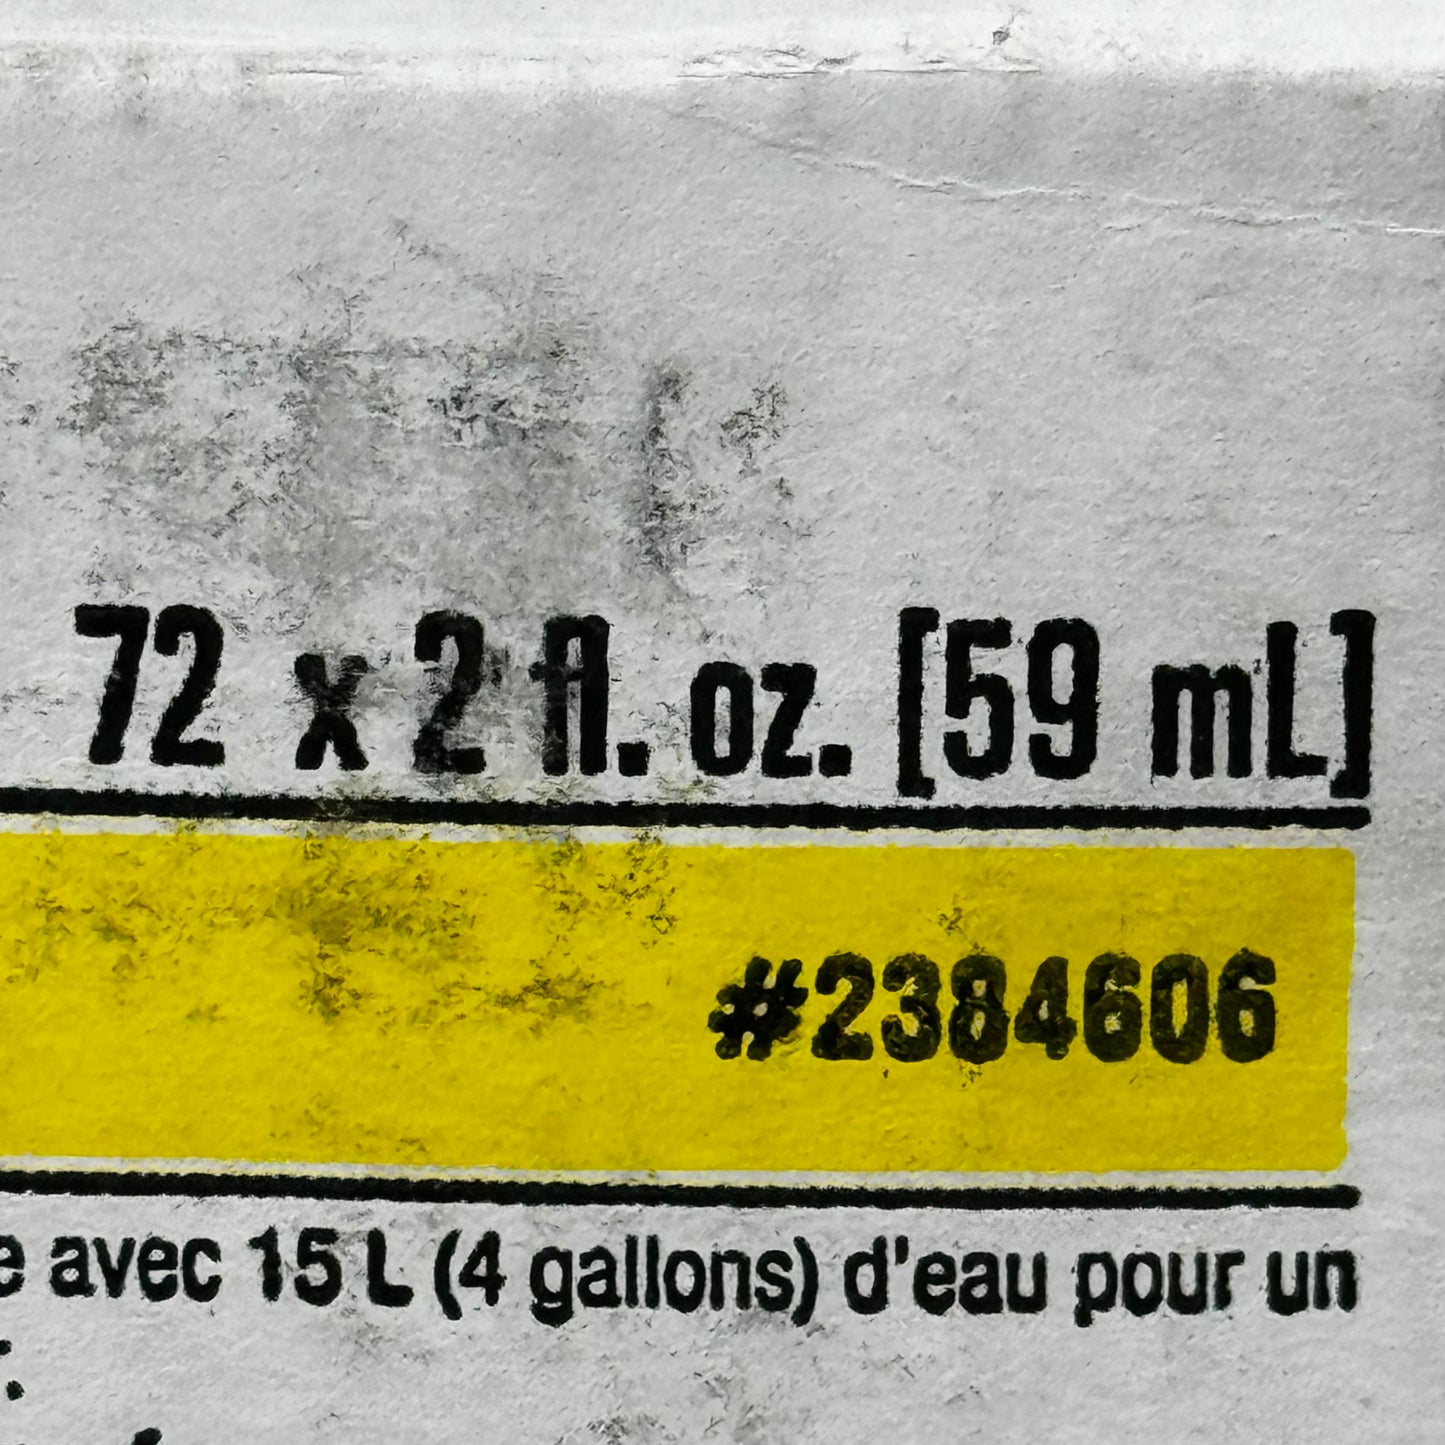 72 x 2 fl. oz. [59 mL]
#2384606
e avec 15 L (4 gallons) d'eau pour un